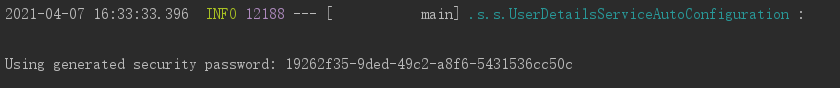 2021-04-07 16:33:33.396  INFO 12188 --- [           main] .s.s.UserDetailsServiceAutoConfiguration :
Using generated security password: 19262f35-9ded-49c2-a8f6-5431536cc50c